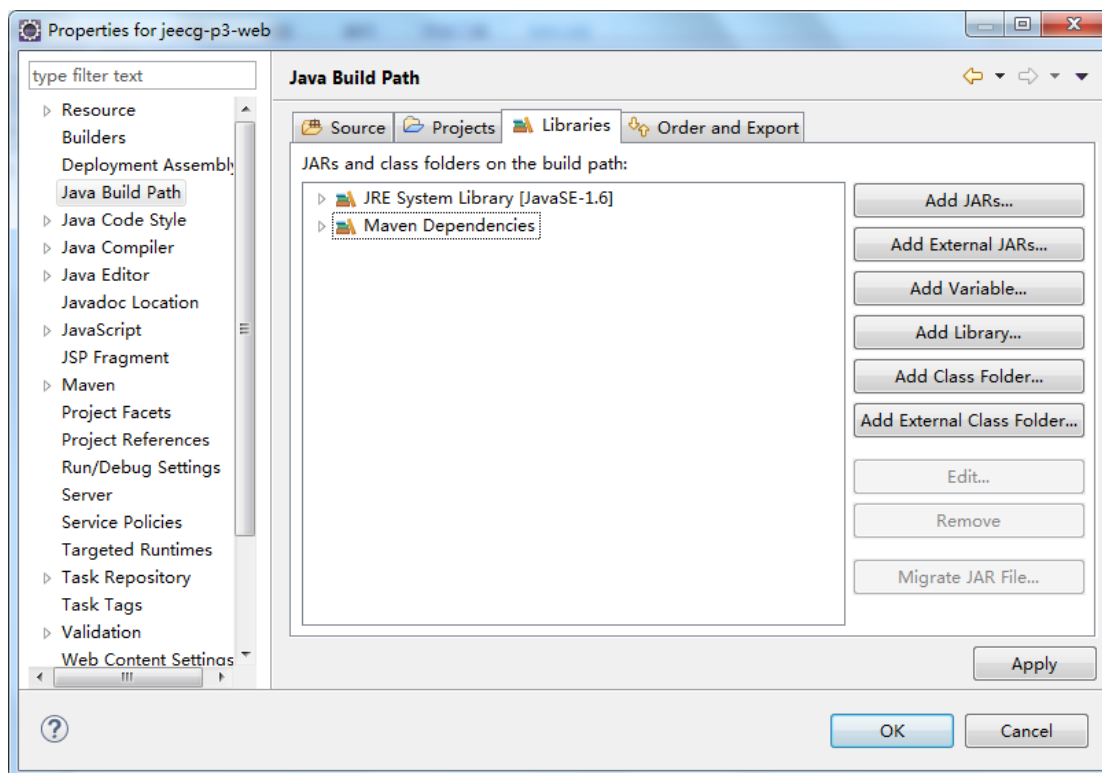 Properties for jeecg-p3-web
type filter text
Resource
Builders
Deployment Assembly
Java Build Path
Java Code Style
Java Compiler
Java Editor
Javadoc Location
JavaScript
JSP Fragment
Maven
Project Facets
Project References
Run/Debug Settings
Server
Service Policies
Targeted Runtimes
Task Repository
Task Tags
Validation
Web Content Settings
Java Build Path
Source
Projects
Libraries
Order and Export
JARs and class folders on the build path:
JRE System Library [JavaSE-1.6]
Maven Dependencies
Add JARs...
Add External JARs...
Add Variable...
Add Library...
Add Class Folder...
Add External Class Folder...
Edit...
Remove
Migrate JAR File...
Apply
OK
Cancel